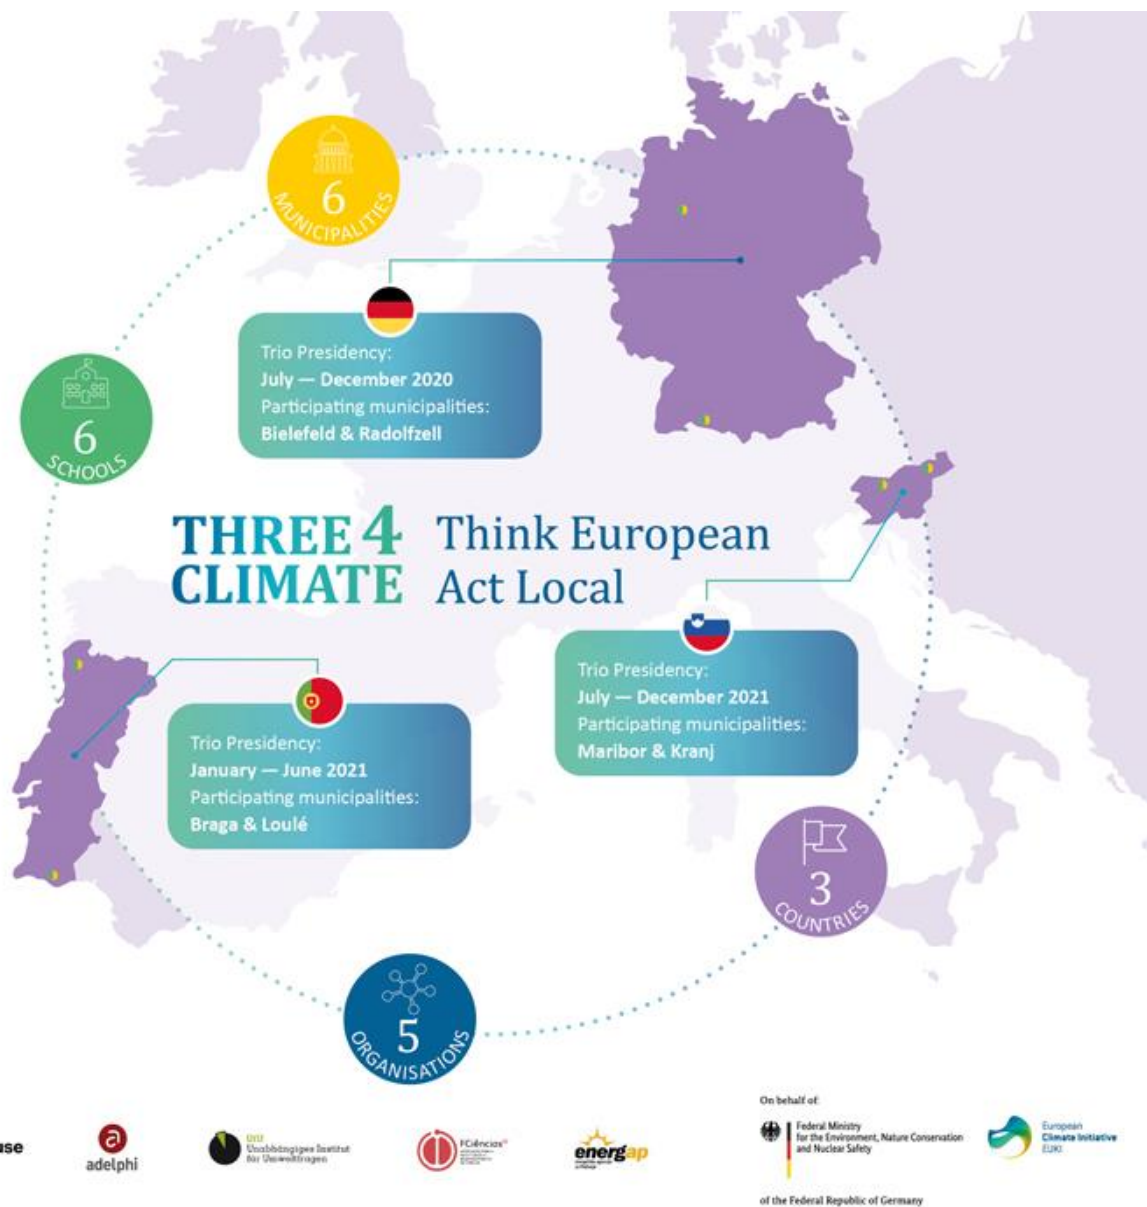 6
MUNICIPALITIES
Trio Presidency:
July — December 2020
Participating municipalities:
Bielefeld & Radolfzell
6
SCHOOLS
THREE 4
CLIMATE
Think European
Act Local
Trio Presidency:
July — December 2021
Participating municipalities:
Maribor & Kranj
Trio Presidency:
January — June 2021
Participating municipalities:
Braga & Loulé
3
COUNTRIES
5
ORGANISATIONS
use
adelphi
UfU
Unabhängiges Institut
für Umweltfragen
FCiências
energap
On behalf of:
Federal Ministry
for the Environment, Nature Conservation
and Nuclear Safety
of the Federal Republic of Germany
European
Climate Initiative
EUKI